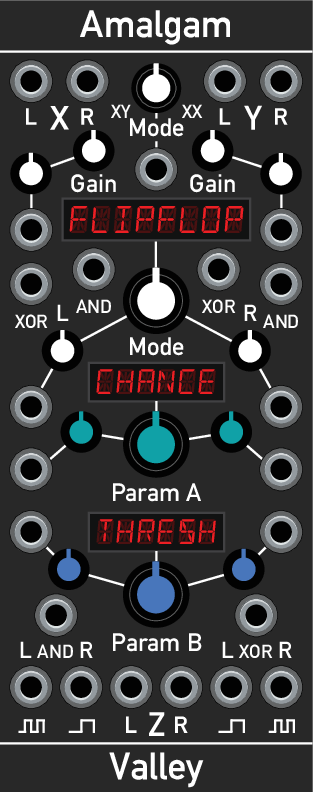 Amalgam
L X R XY XX L Y R
Mode
Gain Gain
FLIPFLOP
XOR L AND XOR R AND
Mode
CHANCE
Param A
THRESH
Param B
L AND R L XOR R
L Z R
Valley